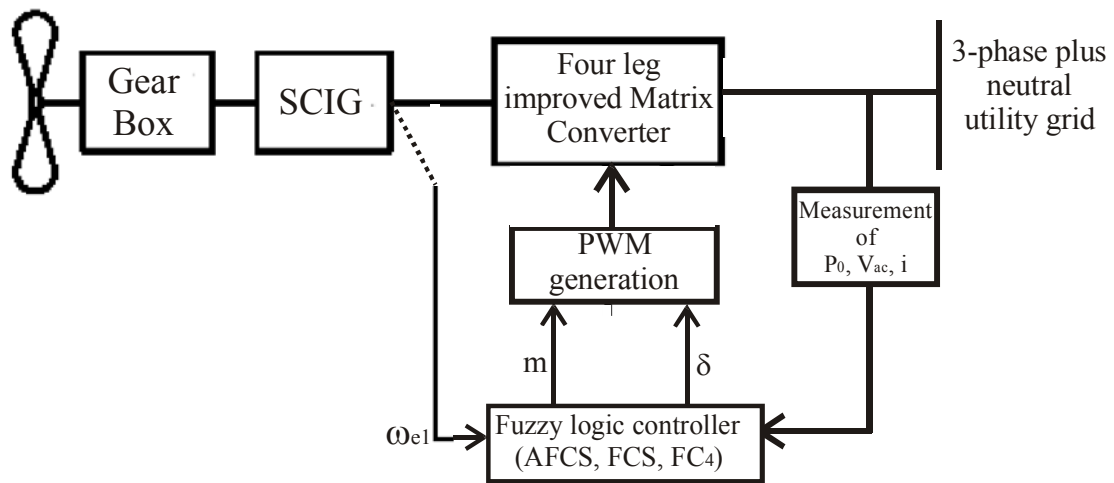 Gear
Box
SCIG
Four leg
improved Matrix
Converter
3-phase plus
neutral
utility grid
Measurement
of
P₀, Vac, i
PWM
generation
m
δ
ωe1
Fuzzy logic controller
(AFCS, FCS, FC₄)